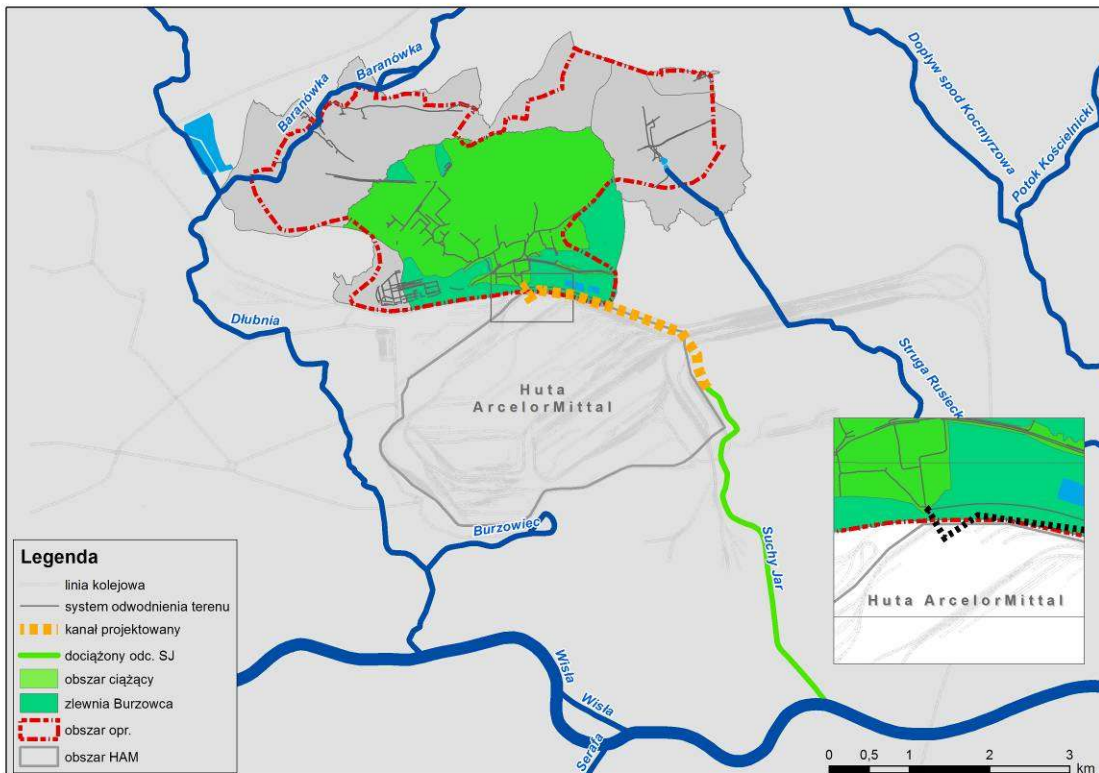 Baranówka
Baranówka
Dopływ spod Kocmyrzowa
Potok Kościelnicki
Dłubnia
Struga Rusieck
Huta
ArcelorMittal
Burzowiec
Suchy Jar
Huta ArcelorMittal
Wisła
Wisła
Serafa
Legenda
linia kolejowa
system odwodnienia terenu
kanał projektowany
dociążony odc. SJ
obszar ciążący
zlewnia Burzowca
obszar opr.
obszar HAM
0 0,5 1 2 3
km